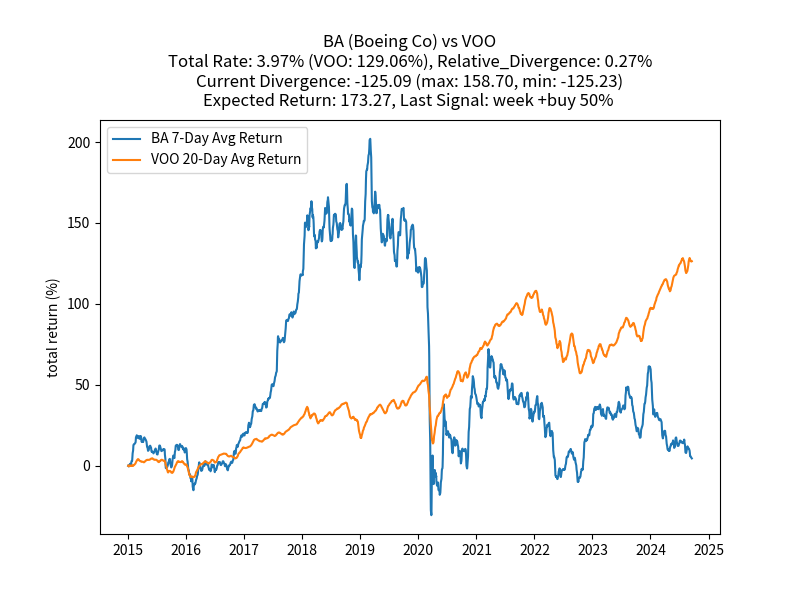 BA (Boeing Co) vs VOO
Total Rate: 3.97% (VOO: 129.06%), Relative_Divergence: 0.27%
Current Divergence: -125.09 (max: 158.70, min: -125.23)
Expected Return: 173.27, Last Signal: week +buy 50%
BA 7-Day Avg Return
VOO 20-Day Avg Return
total return (%)
200
150
100
50
0
2015 2016 2017 2018 2019 2020 2021 2022 2023 2024 2025